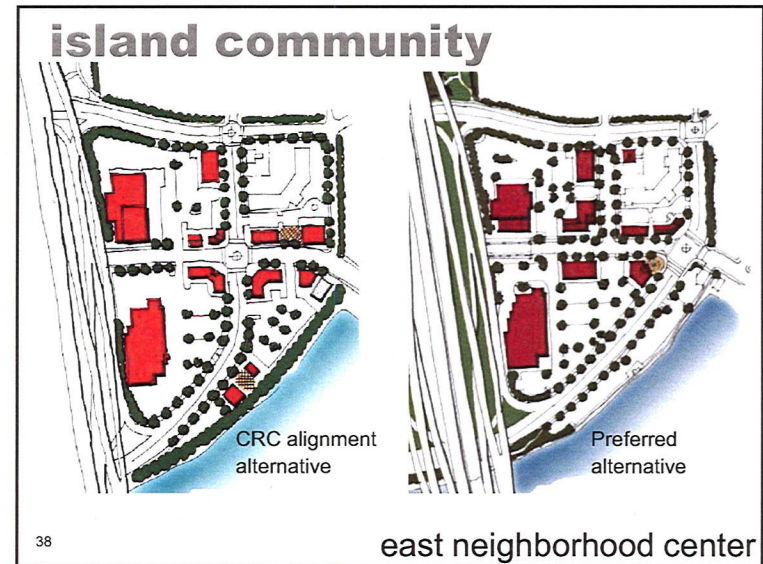 island community
CRC alignment
alternative
Preferred
alternative
38
east neighborhood center